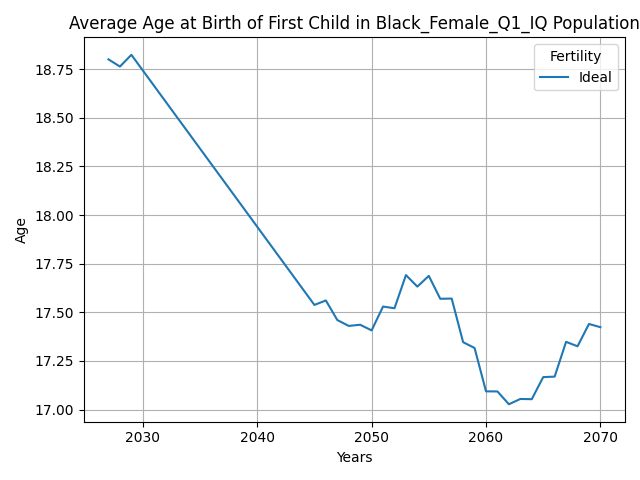 Average Age at Birth of First Child in Black_Female_Q1_IQ Population
Fertility
Ideal
18.75
18.50
18.25
18.00
17.75
17.50
17.25
17.00
Age
2030 2040 2050 2060 2070
Years